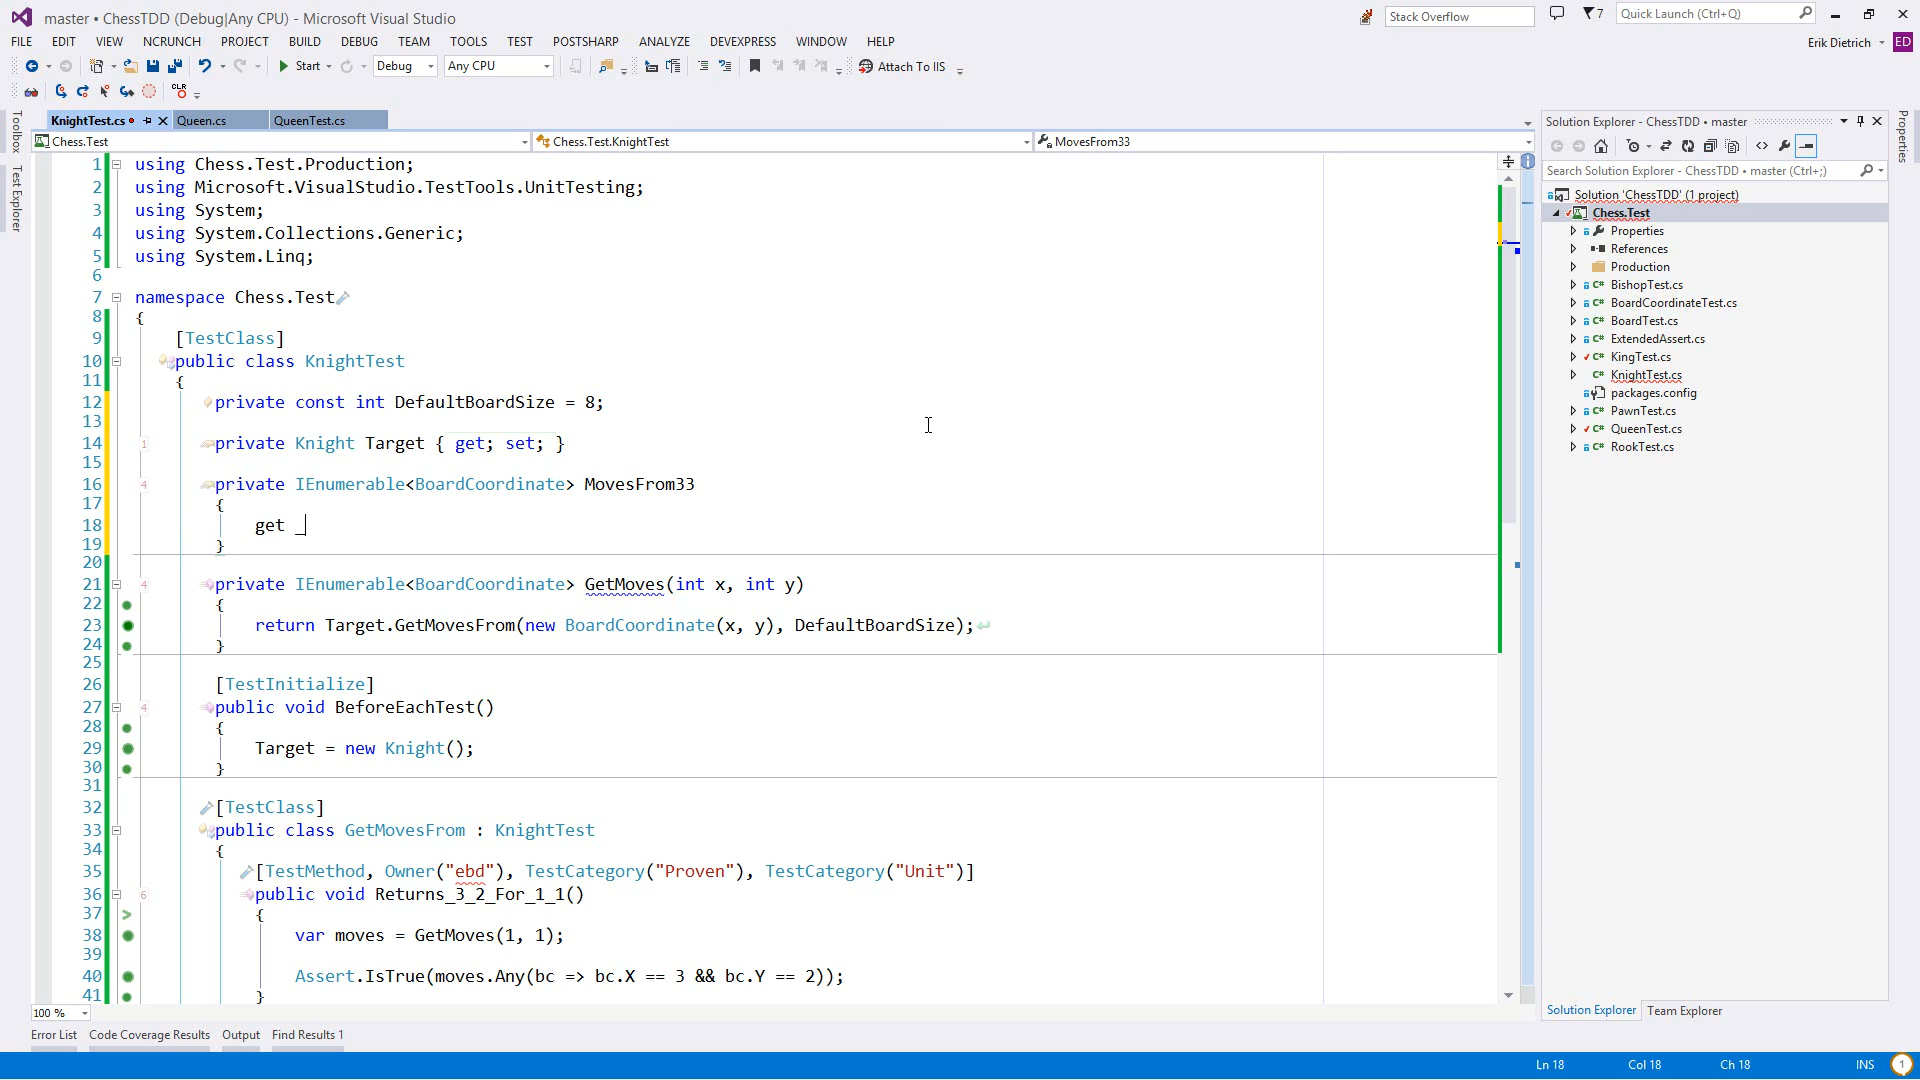 master • ChessTDD (Debug|Any CPU) - Microsoft Visual Studio
Stack Overflow
7
Quick Launch (Ctrl+Q)
FILE EDIT VIEW NCRUNCH PROJECT BUILD DEBUG TEAM TOOLS TEST POSTSHARP ANALYZE DEVEXPRESS WINDOW HELP
Erik Dietrich
ED
Start
Debug
Any CPU
Attach To IIS
CLR
Toolbox
Test Explorer
KnightTest.cs
Queen.cs
QueenTest.cs
Chess.Test
Chess.Test.KnightTest
MovesFrom33
1 using Chess.Test.Production;
2 using Microsoft.VisualStudio.TestTools.UnitTesting;
3 using System;
4 using System.Collections.Generic;
5 using System.Linq;
6
7 namespace Chess.Test
8 {
9 [TestClass]
10 public class KnightTest
11 {
12 private const int DefaultBoardSize = 8;
13
14 1 private Knight Target { get; set; }
15
16 4 private IEnumerable<BoardCoordinate> MovesFrom33
17 {
18 get _
19 }
20
21 4 private IEnumerable<BoardCoordinate> GetMoves(int x, int y)
22 {
23 return Target.GetMovesFrom(new BoardCoordinate(x, y), DefaultBoardSize);
24 }
25
26 [TestInitialize]
27 4 public void BeforeEachTest()
28 {
29 Target = new Knight();
30 }
31
32 [TestClass]
33 public class GetMovesFrom : KnightTest
34 {
35 [TestMethod, Owner("ebd"), TestCategory("Proven"), TestCategory("Unit")]
36 6 public void Returns_3_2_For_1_1()
37 {
38 var moves = GetMoves(1, 1);
39
40 Assert.IsTrue(moves.Any(bc => bc.X == 3 && bc.Y == 2));
41 }
100 %
Error List Code Coverage Results Output Find Results 1
Solution Explorer - ChessTDD • master
Search Solution Explorer - ChessTDD • master (Ctrl+;)
Solution 'ChessTDD' (1 project)
Chess.Test
Properties
References
Production
BishopTest.cs
BoardCoordinateTest.cs
BoardTest.cs
ExtendedAssert.cs
KingTest.cs
KnightTest.cs
packages.config
PawnTest.cs
QueenTest.cs
RookTest.cs
Solution Explorer Team Explorer
Properties
Ln 18 Col 18 Ch 18 INS 1